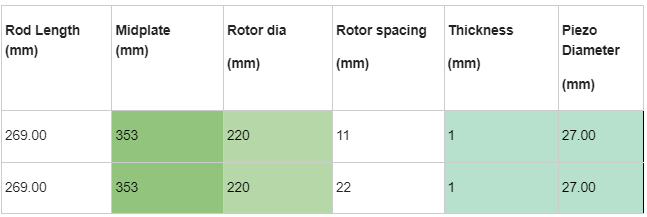 Rod Length (mm) | Midplate (mm) | Rotor dia (mm) | Rotor spacing (mm) | Thickness (mm) | Piezo Diameter (mm)
269.00 | 353 | 220 | 11 | 1 | 27.00
269.00 | 353 | 220 | 22 | 1 | 27.00